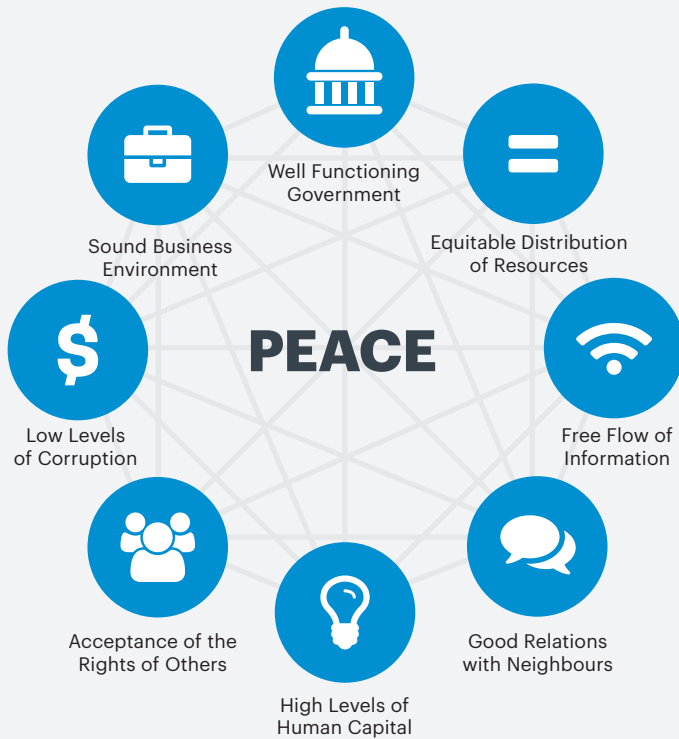 Well Functioning
Government
Sound Business
Environment
Equitable Distribution
of Resources
PEACE
$
Low Levels
of Corruption
Free Flow of
Information
Acceptance of the
Rights of Others
Good Relations
with Neighbours
High Levels of
Human Capital